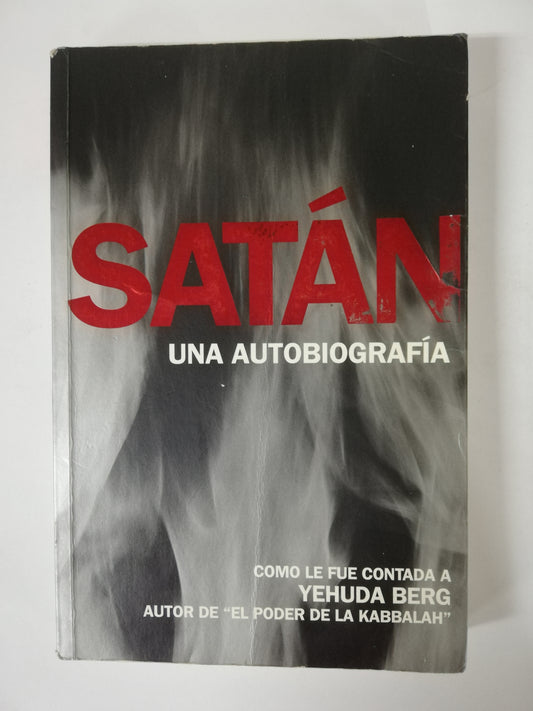 SATÁN
UNA AUTOBIOGRAFÍA
COMO LE FUE CONTADA A
YEHUDA BERG
AUTOR DE “EL PODER DE LA KABBALAH”